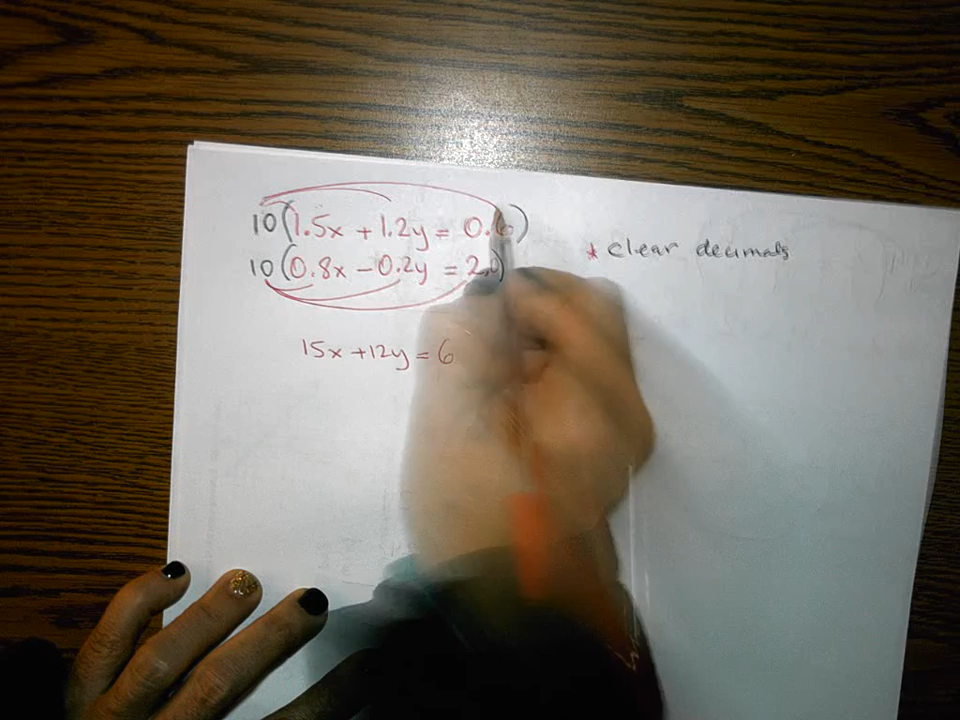 10(1.5x + 1.2y = 0.6)
10(0.8x - 0.2y = 2.0)
* clear decimals
15x + 12y = 6